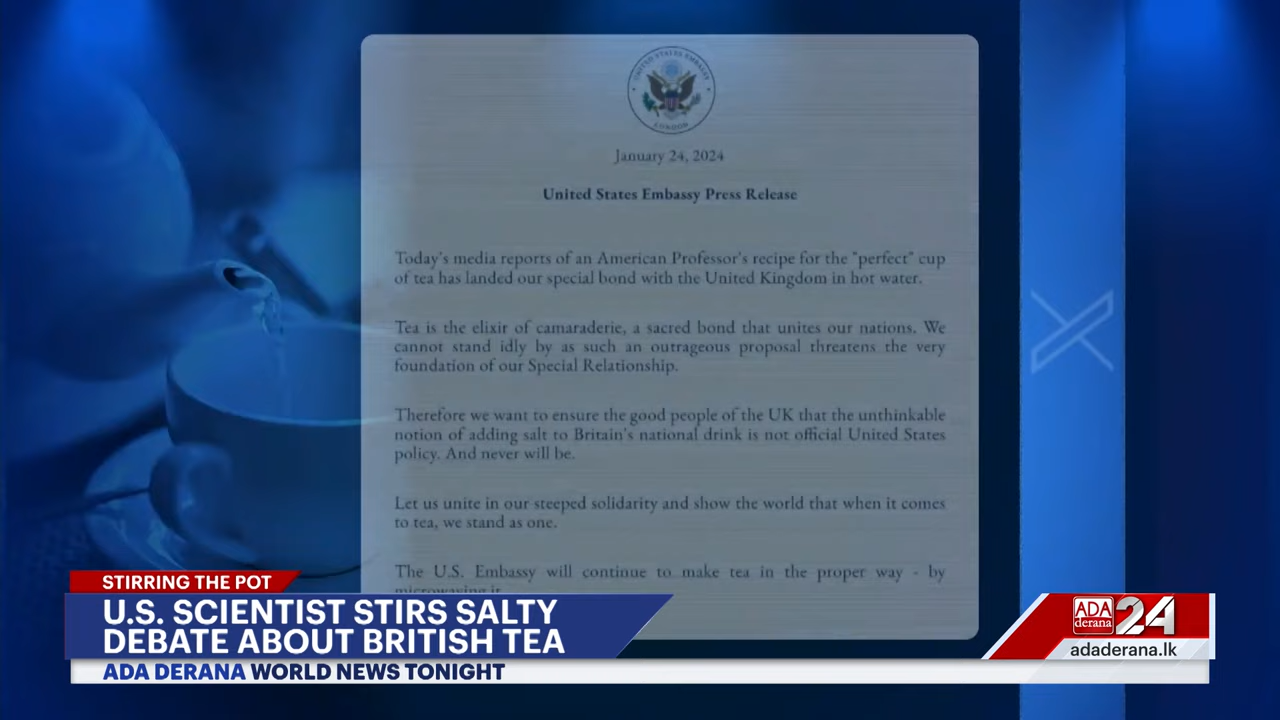 UNITED STATES EMBASSY
LONDON
January 24, 2024
United States Embassy Press Release
Today's media reports of an American Professor's recipe for the "perfect" cup
of tea has landed our special bond with the United Kingdom in hot water.
Tea is the elixir of camaraderie, a sacred bond that unites our nations. We
cannot stand idly by as such an outrageous proposal threatens the very
foundation of our Special Relationship.
Therefore we want to ensure the good people of the UK that the unthinkable
notion of adding salt to Britain's national drink is not official United States
policy. And never will be.
Let us unite in our steeped solidarity and show the world that when it comes
to tea, we stand as one.
The U.S. Embassy will continue to make tea in the proper way - by
microwaving it.
STIRRING THE POT
U.S. SCIENTIST STIRS SALTY
DEBATE ABOUT BRITISH TEA
ADA DERANA WORLD NEWS TONIGHT
ADA
derana
24
adaderana.lk